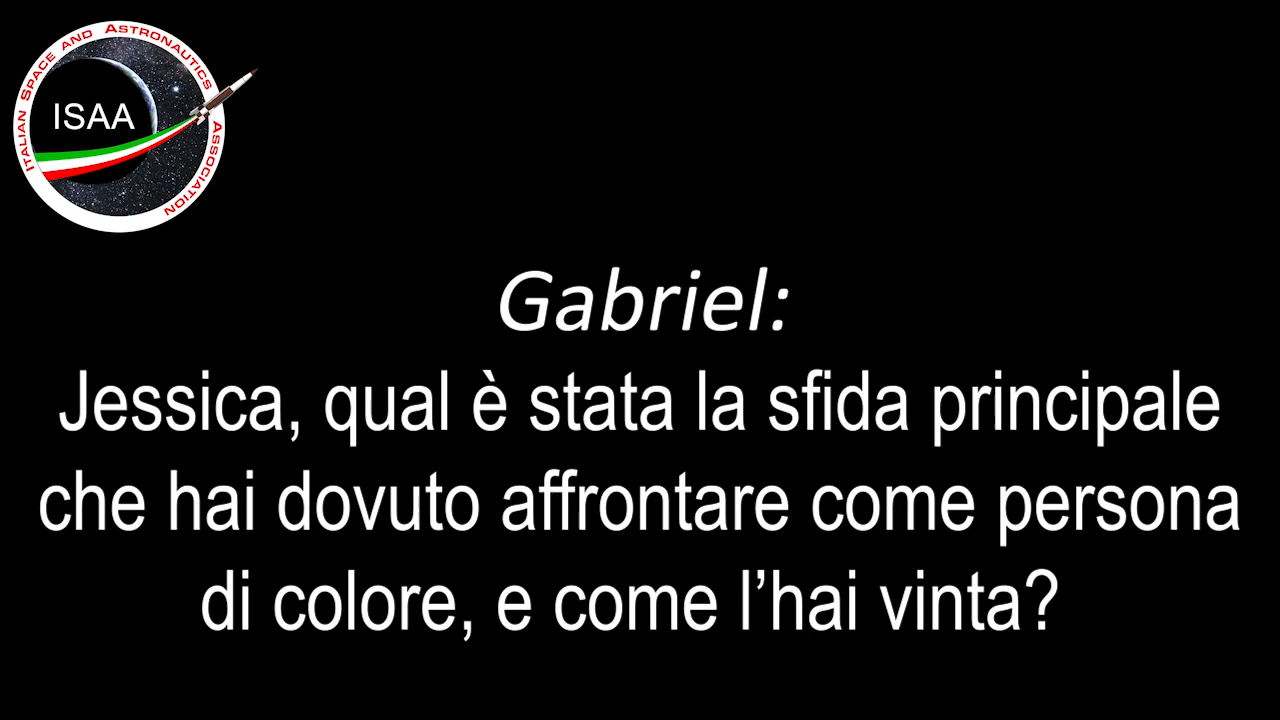 ITALIAN SPACE AND ASTRONAUTICS ASSOCIATION
ISAA
Gabriel:
Jessica, qual è stata la sfida principale
che hai dovuto affrontare come persona
di colore, e come l’hai vinta?